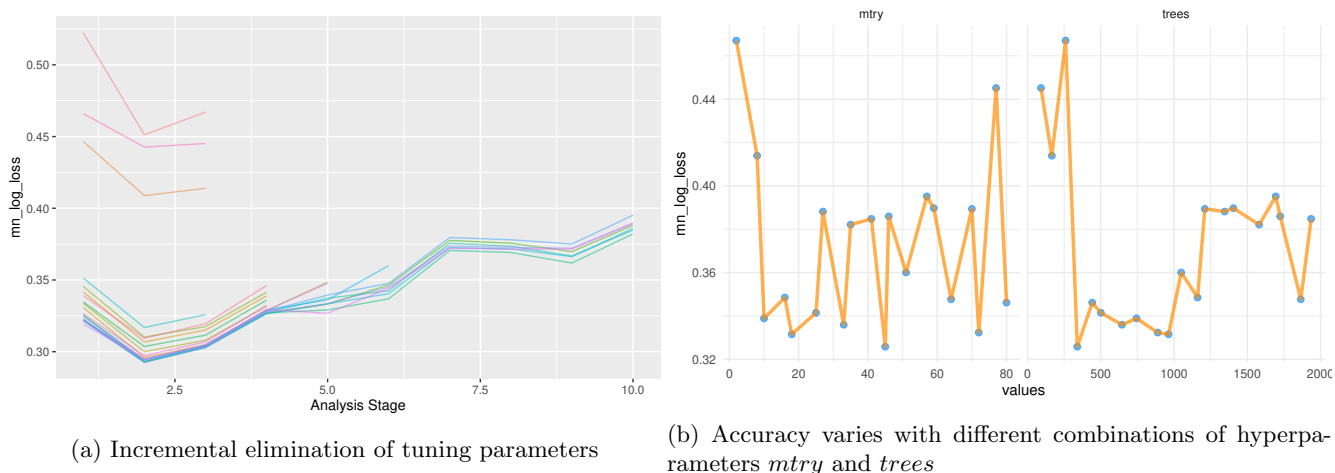 mn_log_loss
0.50
0.45
0.40
0.35
0.30
2.5
5.0
7.5
10.0
Analysis Stage
(a) Incremental elimination of tuning parameters
mtry
trees
mn_log_loss
0.44
0.40
0.36
0.32
0
20
40
60
80
0
500
1000
1500
2000
values
(b) Accuracy varies with different combinations of hyperpa-
rameters mtry and trees